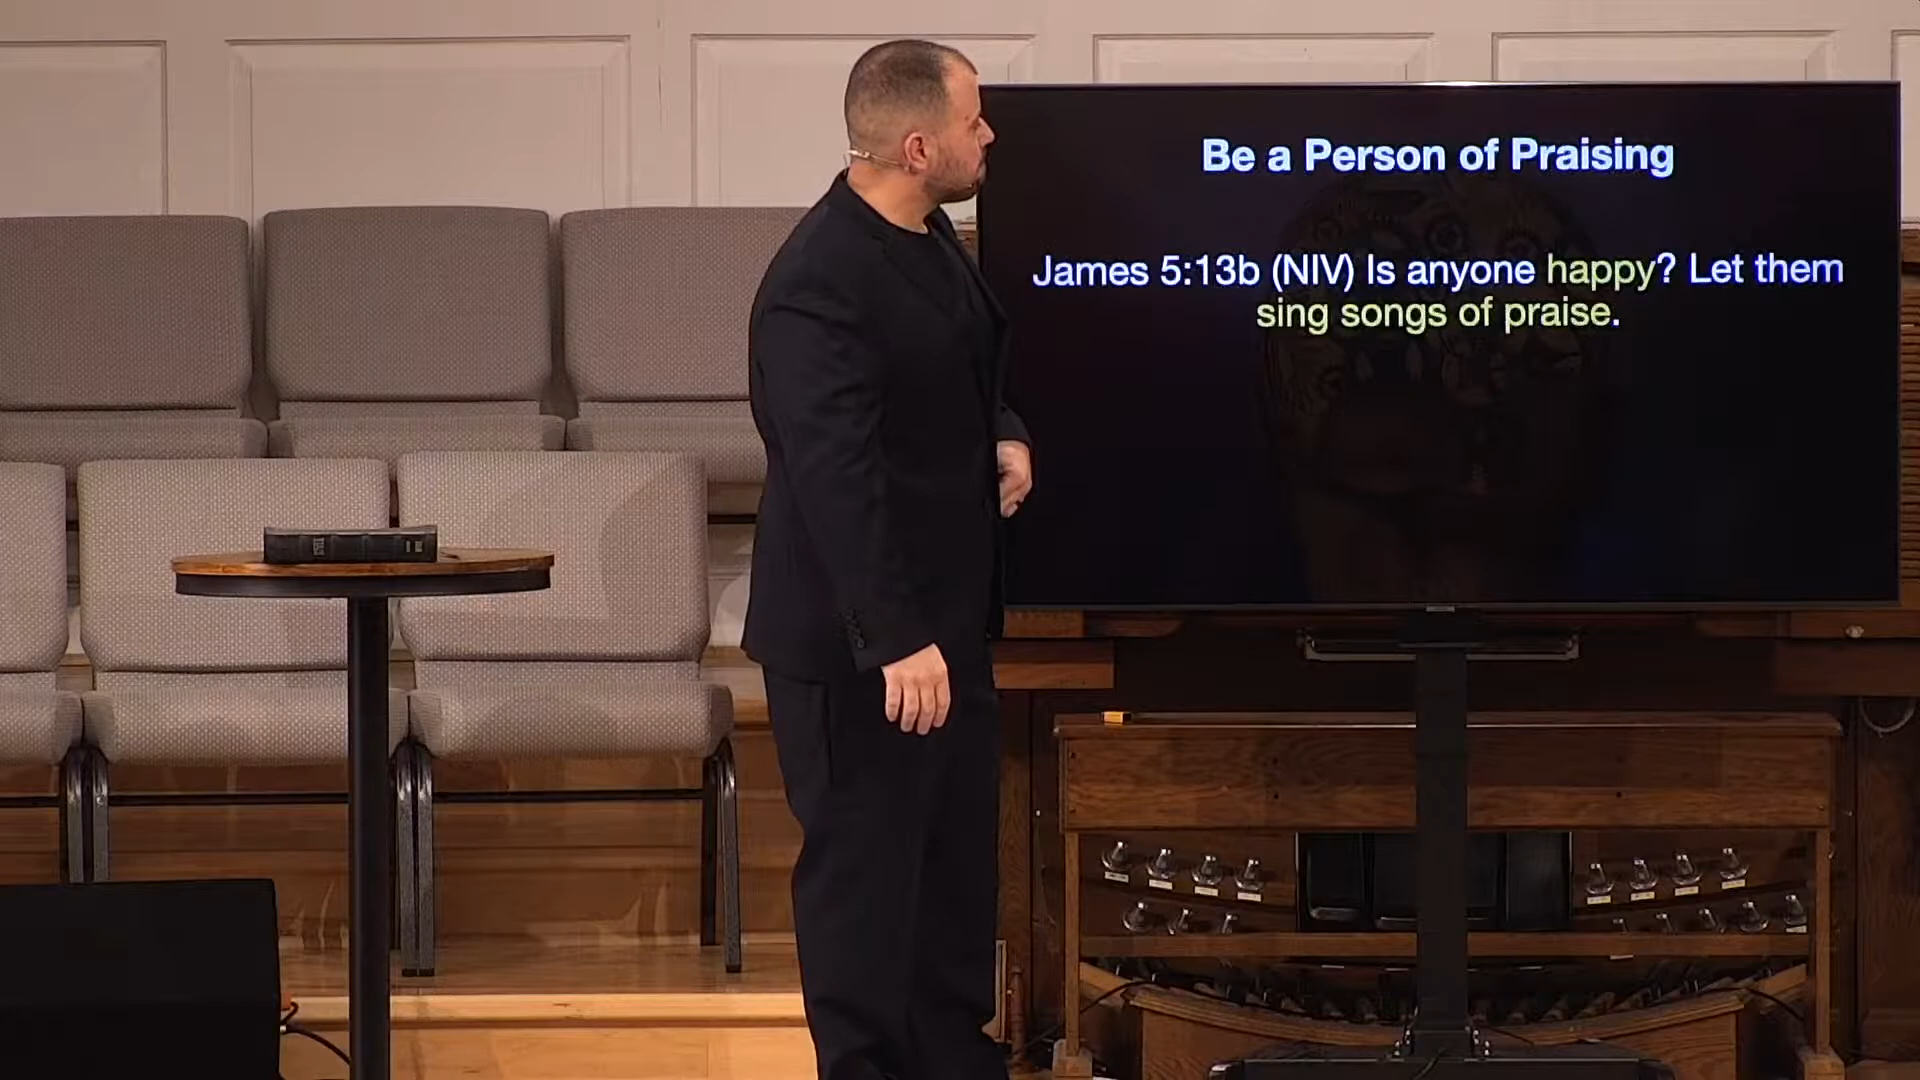 Be a Person of Praising
James 5:13b (NIV) Is anyone happy? Let them
sing songs of praise.